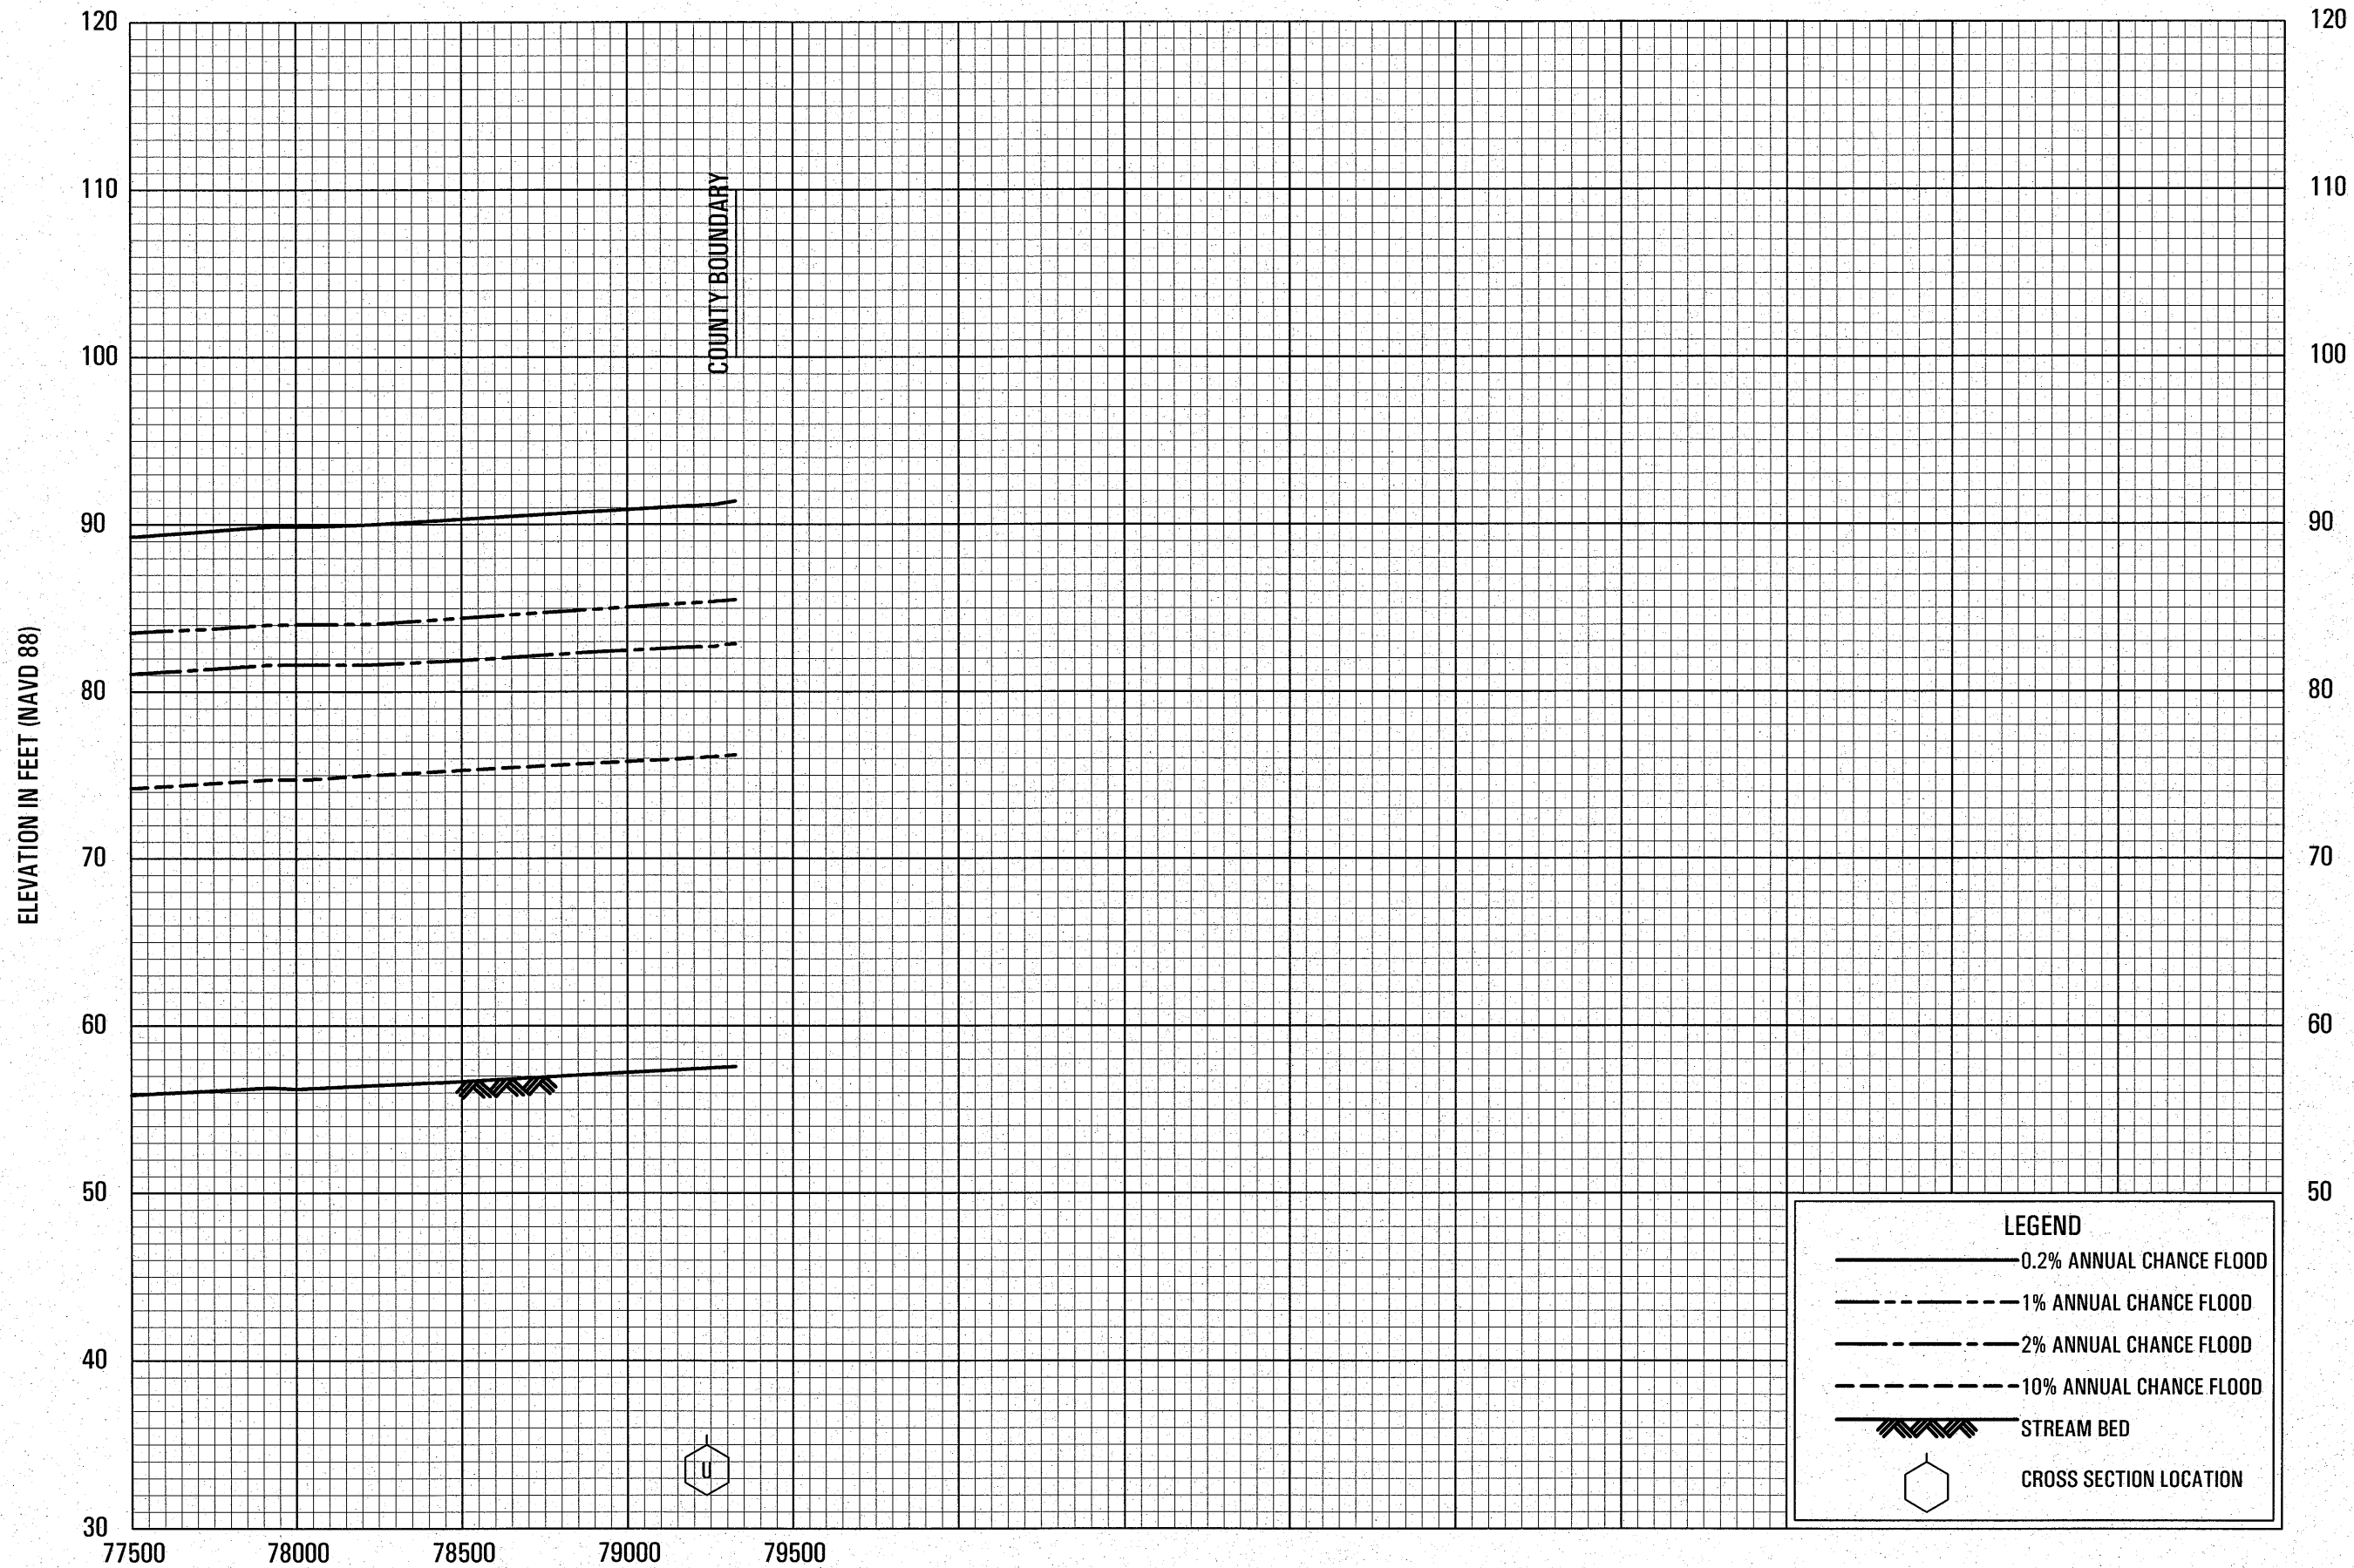 120
110
100
90
80
70
60
50
40
30
ELEVATION IN FEET (NAVD 88)
COUNTY BOUNDARY
120
110
100
90
80
70
60
50
U
LEGEND
0.2% ANNUAL CHANCE FLOOD
1% ANNUAL CHANCE FLOOD
2% ANNUAL CHANCE FLOOD
10% ANNUAL CHANCE FLOOD
STREAM BED
CROSS SECTION LOCATION
77500 78000 78500 79000 79500